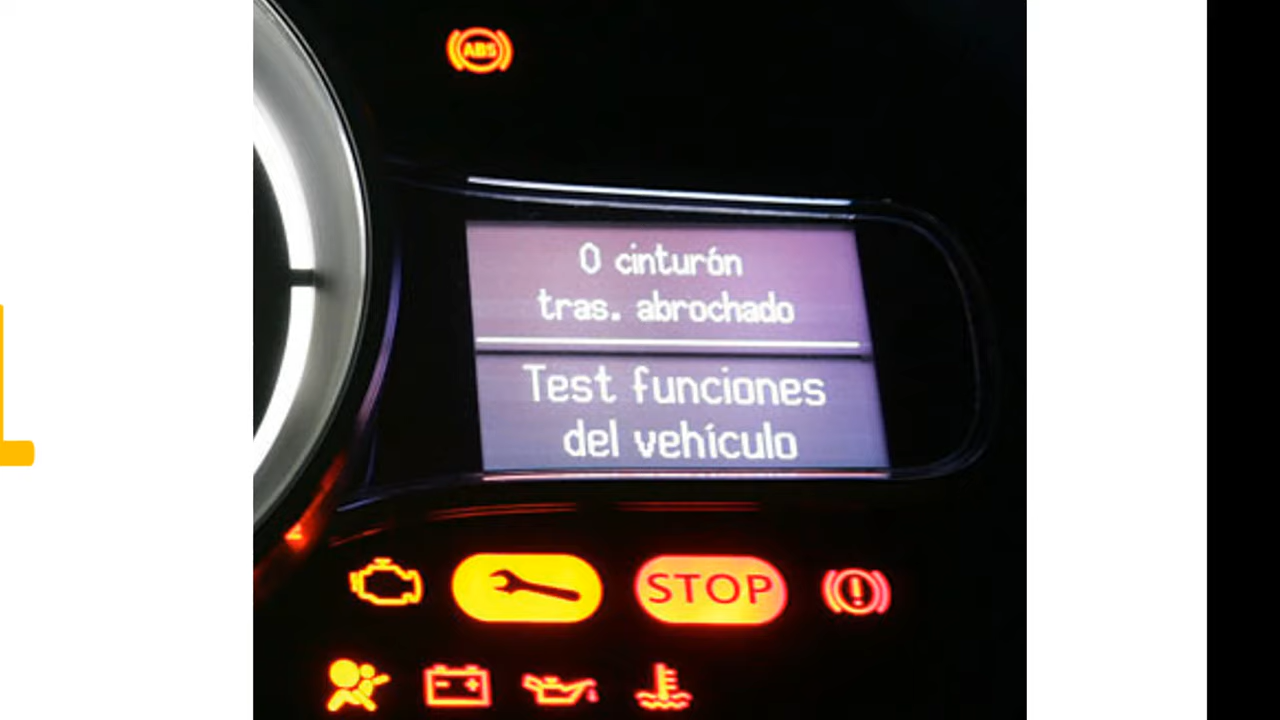 ABS
0 cinturón
tras. abrochado
Test funciones
del vehículo
STOP